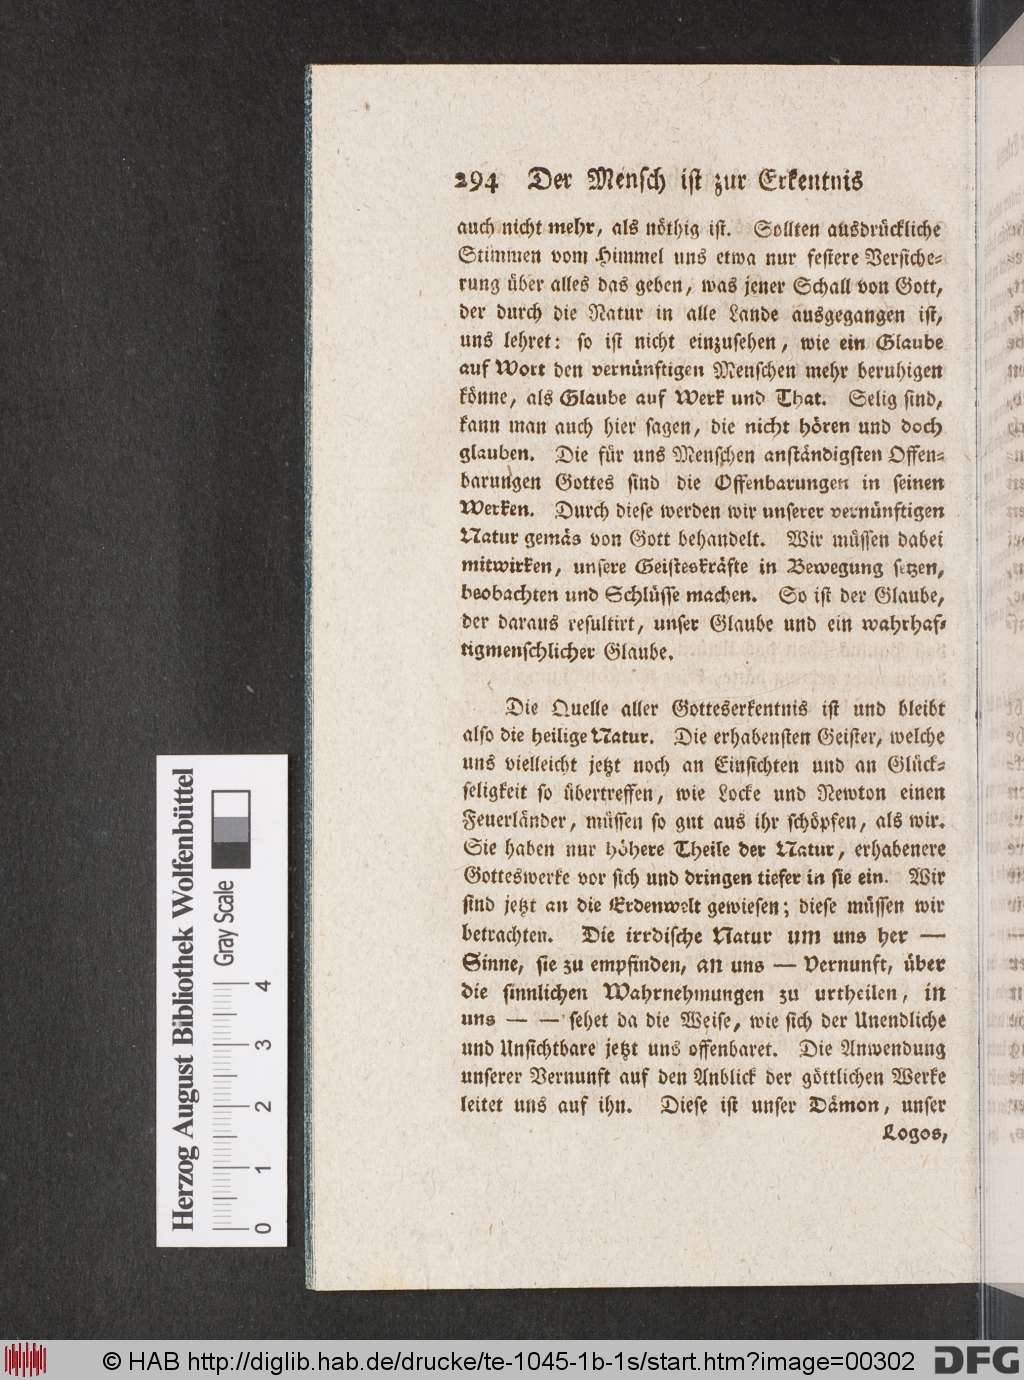 294 Der Menſch iſt zur Erkentnis
auch nicht mehr, als nöthig iſt. Sollten ausdrückliche
Stimmen vom Himmel uns etwa nur feſtere Verſiche-
rung über alles das geben, was jener Schall von Gott,
der durch die Natur in alle Lande ausgegangen iſt,
uns lehret: ſo iſt nicht einzuſehen, wie ein Glaube
auf Wort den vernünftigen Menſchen mehr beruhigen
könne, als Glaube auf Werk und That. Selig ſind,
kann man auch hier ſagen, die nicht hören und doch
glauben. Die für uns Menſchen anſtändigſten Offen-
barungen Gottes ſind die Offenbarungen in ſeinen
Werken. Durch dieſe werden wir unſerer vernünftigen
Natur gemäs von Gott behandelt. Wir müſſen dabei
mitwirken, unſere Geiſteskräfte in Bewegung ſetzen,
beobachten und Schlüſſe machen. So iſt der Glaube,
der daraus reſultirt, unſer Glaube und ein wahrhaf-
tigmenſchlicher Glaube.
Die Quelle aller Gotteserkentnis iſt und bleibt
alſo die heilige Natur. Die erhabenſten Geiſter, welche
uns vielleicht jetzt noch an Einſichten und an Glück-
ſeligkeit ſo übertreffen, wie Locke und Newton einen
Feuerländer, müſſen ſo gut aus ihr ſchöpfen, als wir.
Sie haben nur höhere Theile der Natur, erhabenere
Gotteswerke vor ſich und dringen tiefer in ſie ein. Wir
ſind jetzt an die Erdenwelt gewieſen; dieſe müſſen wir
betrachten. Die irrdiſche Natur um uns her —
Sinne, ſie zu empfinden, an uns — Vernunft, über
die ſinnlichen Wahrnehmungen zu urtheilen, in
uns — — ſehet da die Weiſe, wie ſich der Unendliche
und Unſichtbare jetzt uns offenbaret. Die Anwendung
unſerer Vernunft auf den Anblick der göttlichen Werke
leitet uns auf ihn. Dieſe iſt unſer Dämon, unſer
Logos,
Herzog August Bibliothek Wolfenbüttel
Gray Scale
0 1 2 3 4
© HAB http://diglib.hab.de/drucke/te-1045-1b-1s/start.htm?image=00302
DFG